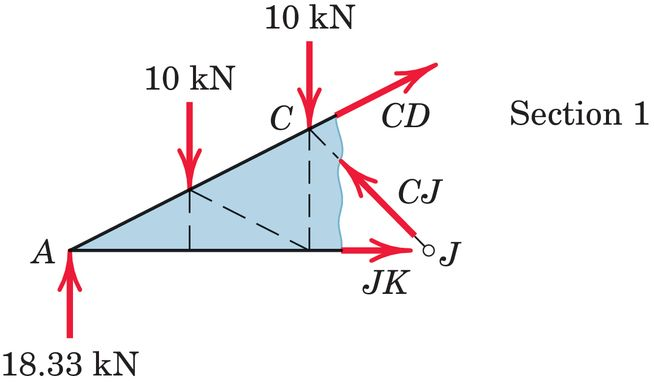 10 kN
10 kN
C
CD
Section 1
CJ
A
J
JK
18.33 kN